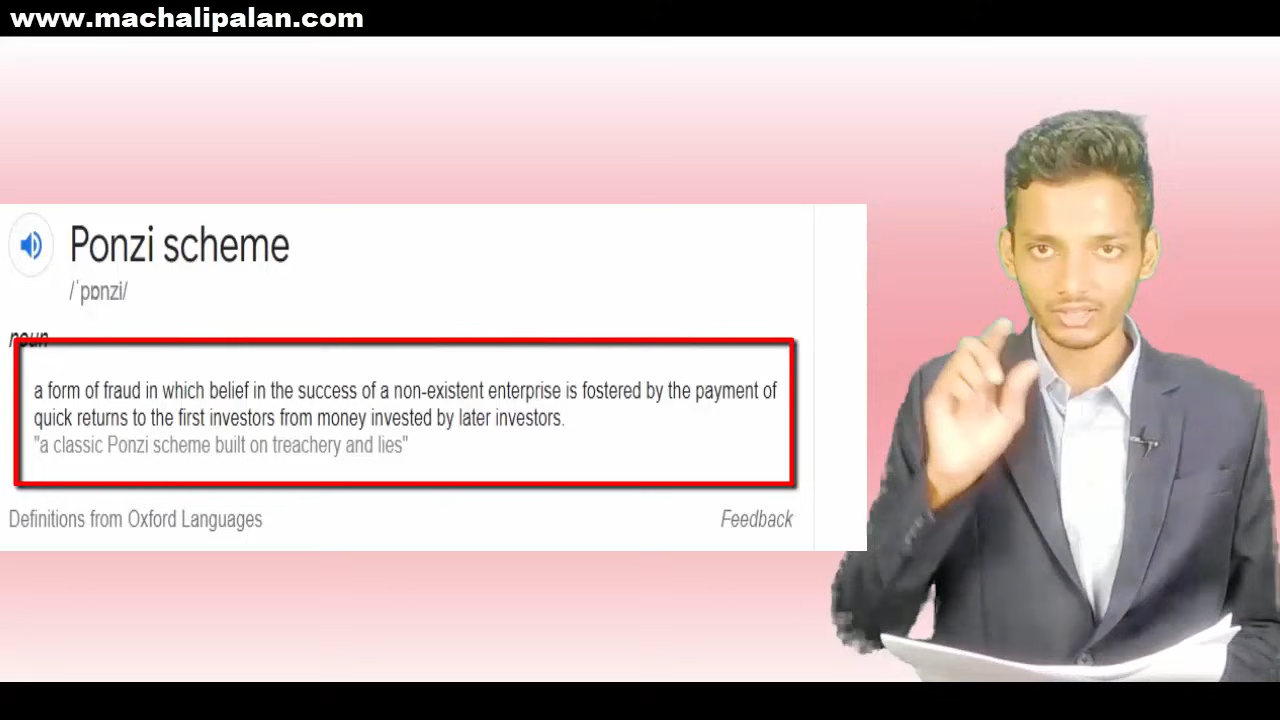 www.machalipalan.com
Ponzi scheme
/ˈpɒnzi/
noun
a form of fraud in which belief in the success of a non-existent enterprise is fostered by the payment of
quick returns to the first investors from money invested by later investors.
"a classic Ponzi scheme built on treachery and lies"
Definitions from Oxford Languages
Feedback